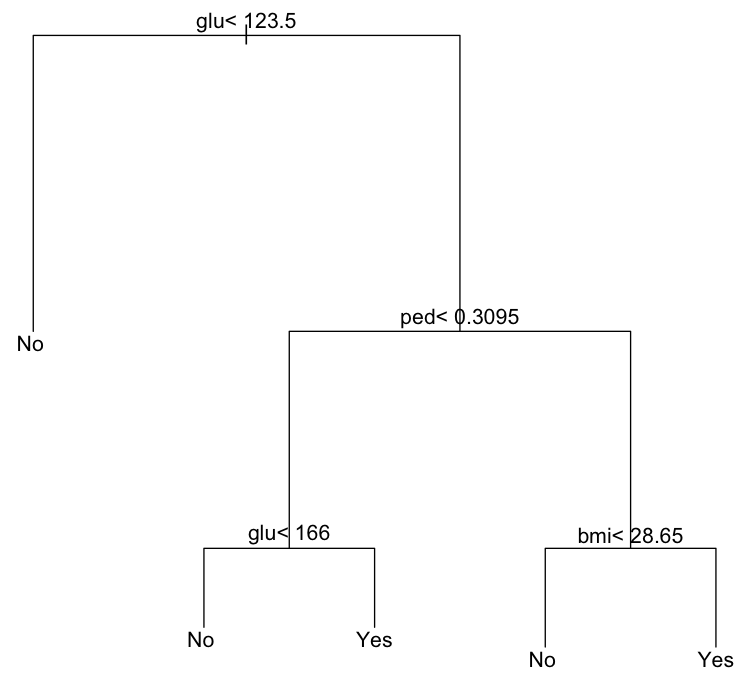 glu< 123.5
ped< 0.3095
No
glu< 166
bmi< 28.65
No
Yes
No
Yes